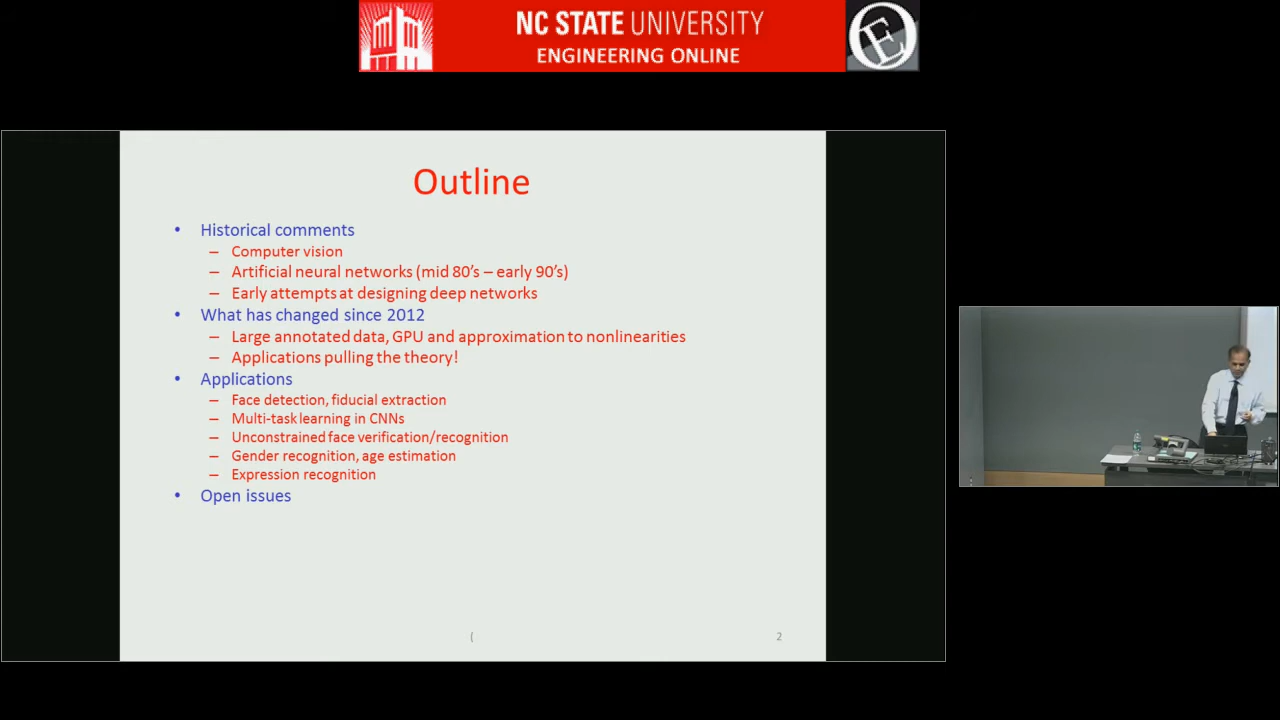 NC STATE UNIVERSITY
ENGINEERING ONLINE
E
Outline
• Historical comments
– Computer vision
– Artificial neural networks (mid 80's – early 90's)
– Early attempts at designing deep networks
• What has changed since 2012
– Large annotated data, GPU and approximation to nonlinearities
– Applications pulling the theory!
• Applications
– Face detection, fiducial extraction
– Multi-task learning in CNNs
– Unconstrained face verification/recognition
– Gender recognition, age estimation
– Expression recognition
• Open issues
(
2